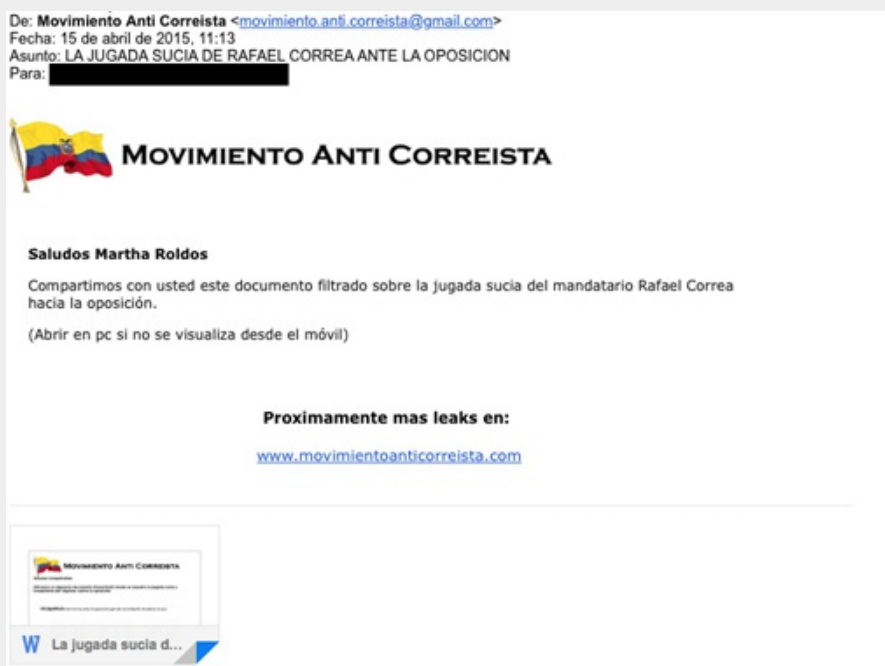 De: Movimiento Anti Correista <movimiento.anti.correista@gmail.com>
Fecha: 15 de abril de 2015, 11:13
Asunto: LA JUGADA SUCIA DE RAFAEL CORREA ANTE LA OPOSICION
Para:
MOVIMIENTO ANTI CORREISTA
Saludos Martha Roldos
Compartimos con usted este documento filtrado sobre la jugada sucia del mandatario Rafael Correa
hacia la oposición.
(Abrir en pc si no se visualiza desde el móvil)
Proximamente mas leaks en:
www.movimientoanticorreista.com
MOVIMIENTO ANTI CORREISTA
W La jugada sucia d...